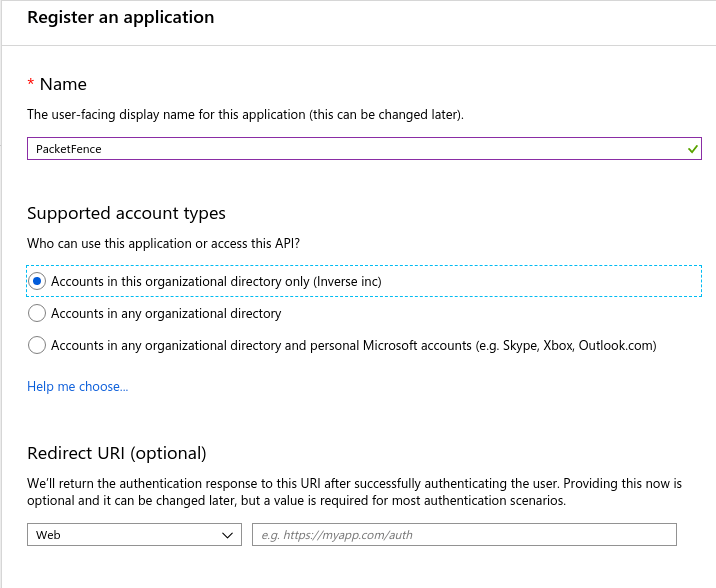 Register an application
* Name
The user-facing display name for this application (this can be changed later).
PacketFence
Supported account types
Who can use this application or access this API?
Accounts in this organizational directory only (Inverse inc)
Accounts in any organizational directory
Accounts in any organizational directory and personal Microsoft accounts (e.g. Skype, Xbox, Outlook.com)
Help me choose...
Redirect URI (optional)
We'll return the authentication response to this URI after successfully authenticating the user. Providing this now is
optional and it can be changed later, but a value is required for most authentication scenarios.
Web
e.g. https://myapp.com/auth